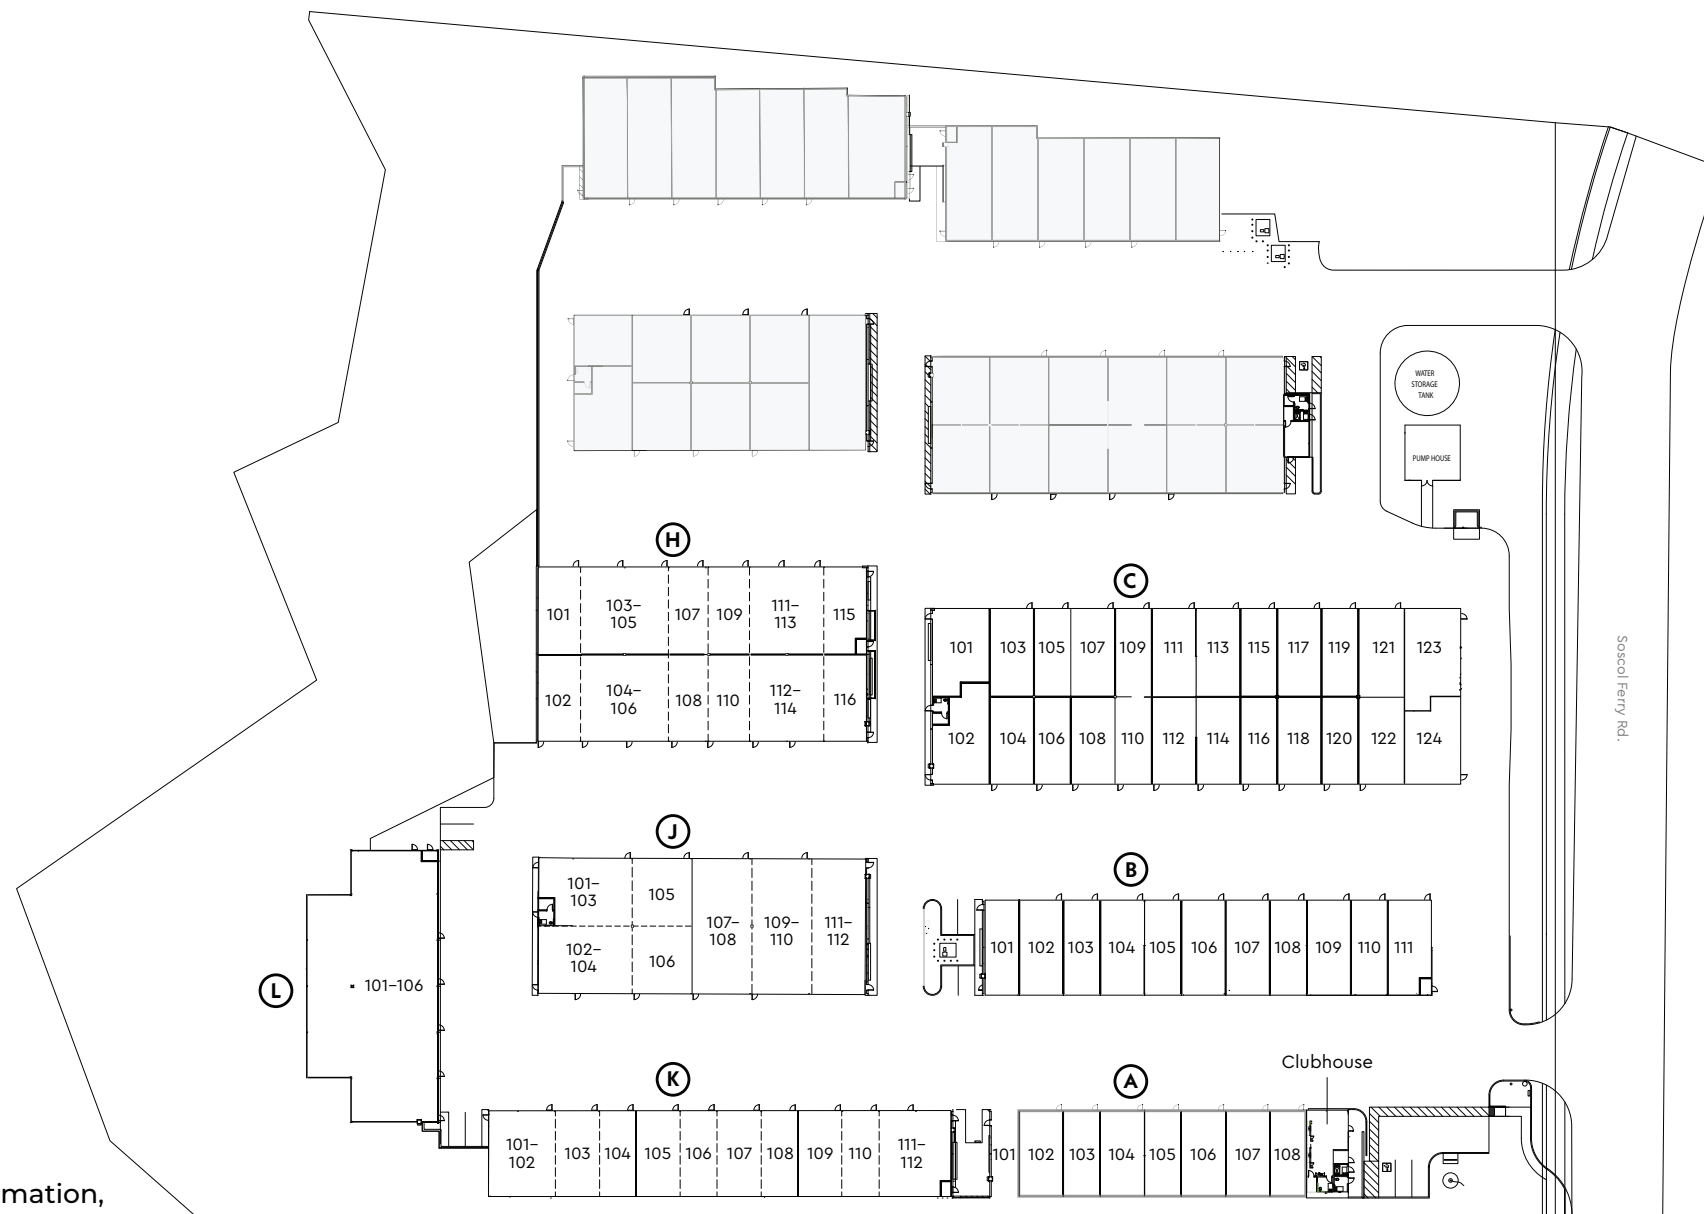 WATER
STORAGE
TANK
PUMP HOUSE
H
101 103– 107 109 111– 115
105 113
102 104– 108 110 112– 116
106 114
C
101 103 105 107 109 111 113 115 117 119 121 123
102 104 106 108 110 112 114 116 118 120 122 124
Soscol Ferry Rd.
J
101–
103
105
102–
104
106
107–
108
109–
110
111–
112
B
101 102 103 104 105 106 107 108 109 110 111
L
101–106
K
101–
102
103 104 105 106 107 108 109 110
111–
112
A
Clubhouse
101 102 103 104 105 106 107 108
mation,